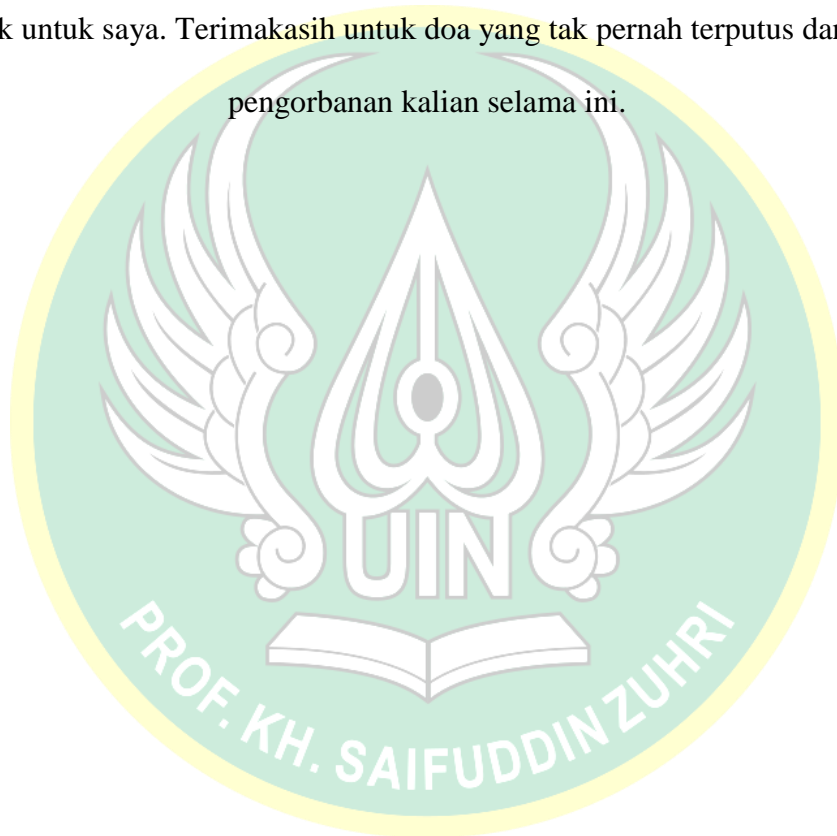 k untuk saya. Terimakasih untuk doa yang tak pernah terputus dan
pengorbanan kalian selama ini.
UIN
PROF. KH. SAIFUDDIN ZUHRI